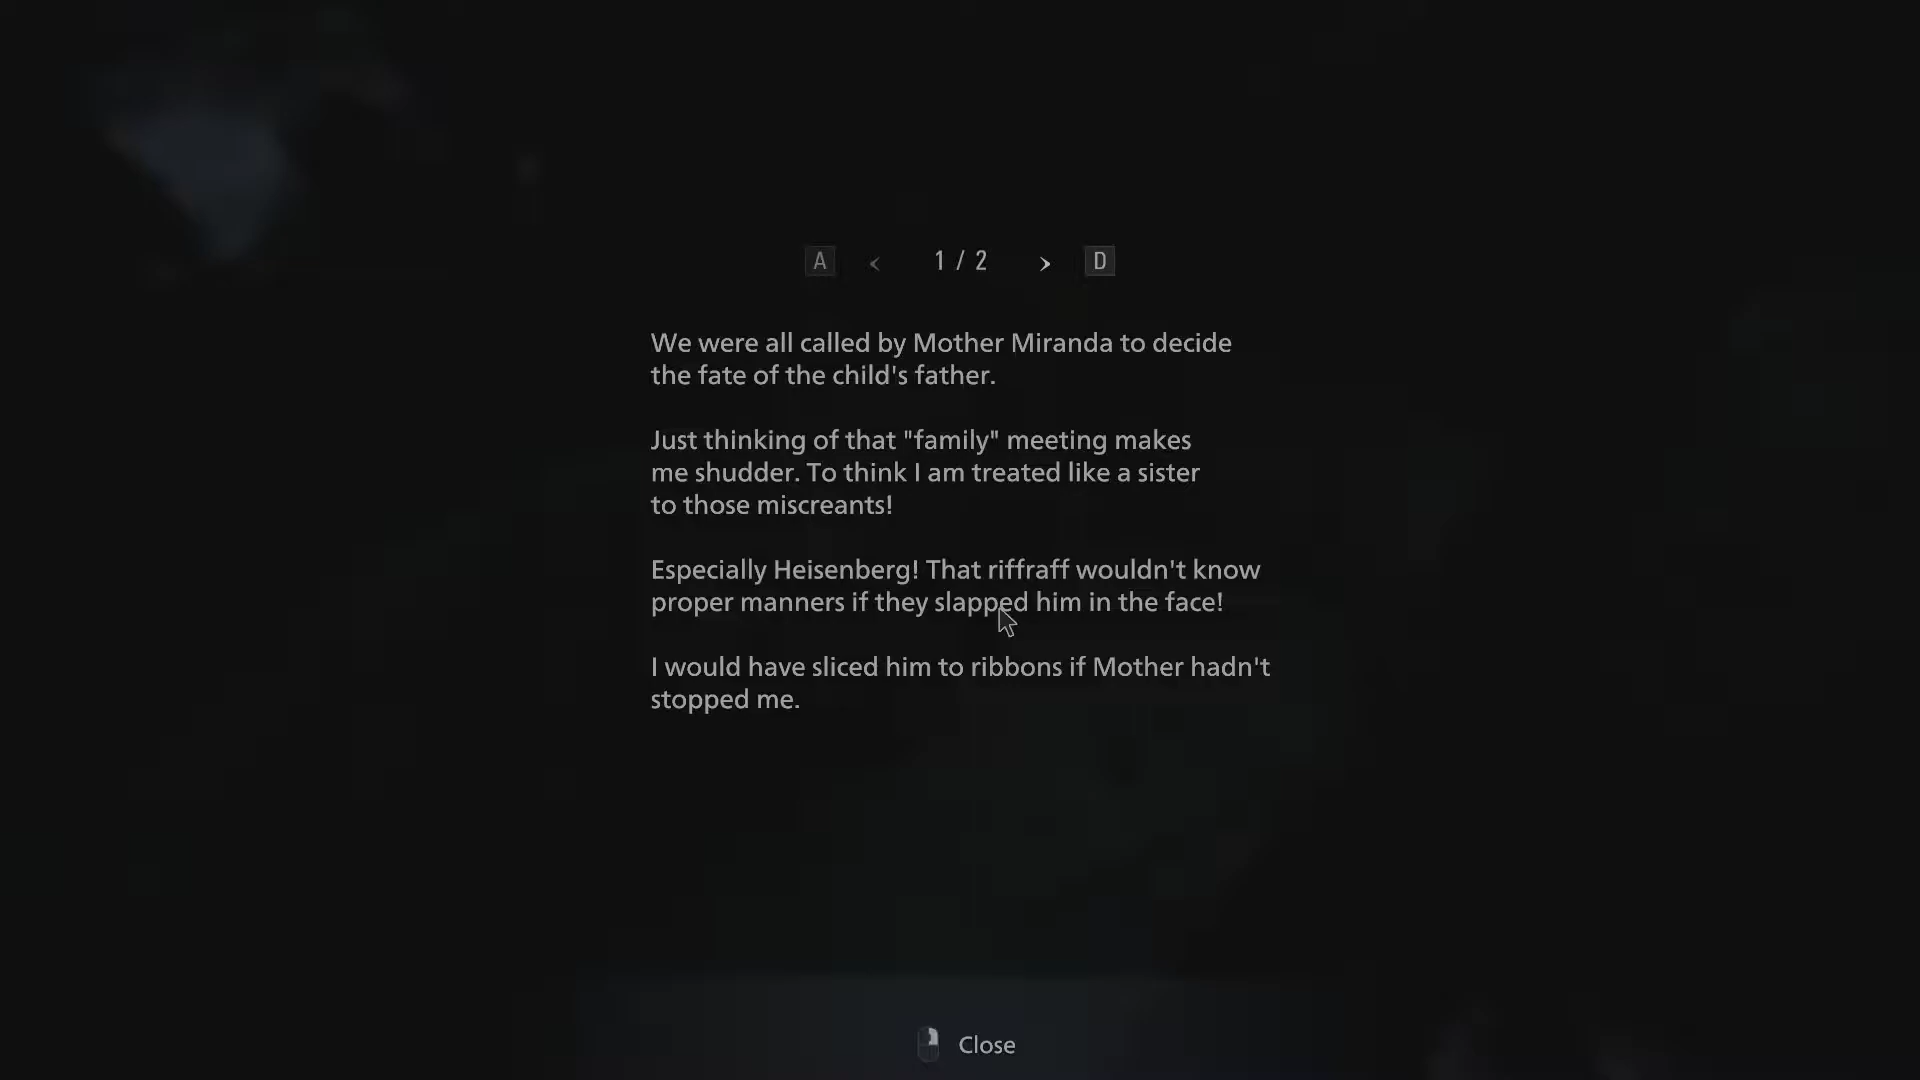 A < 1 / 2 > D
We were all called by Mother Miranda to decide
the fate of the child's father.
Just thinking of that "family" meeting makes
me shudder. To think I am treated like a sister
to those miscreants!
Especially Heisenberg! That riffraff wouldn't know
proper manners if they slapped him in the face!
I would have sliced him to ribbons if Mother hadn't
stopped me.
Close